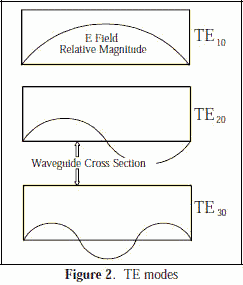 E Field
Relative Magnitude
TE10
TE20
Waveguide Cross Section
TE30
Figure 2. TE modes